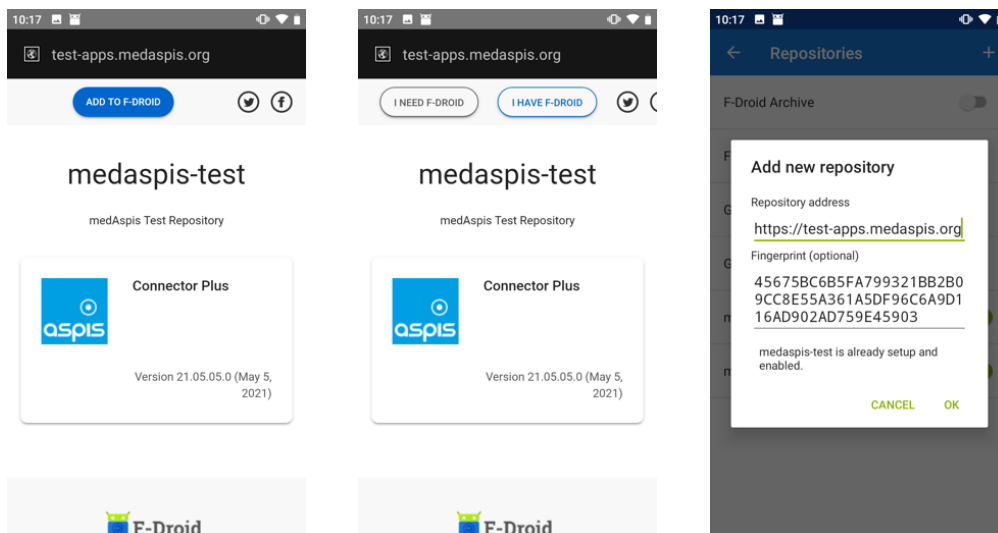 10:17
test-apps.medaspis.org
ADD TO F-DROID
medaspis-test
medAspis Test Repository
aspis
Connector Plus
Version 21.05.05.0 (May 5,
2021)
F-Droid
10:17
test-apps.medaspis.org
I NEED F-DROID
I HAVE F-DROID
medaspis-test
medAspis Test Repository
aspis
Connector Plus
Version 21.05.05.0 (May 5,
2021)
F-Droid
10:17
Repositories
F-Droid Archive
F
G
G
m
m
Add new repository
Repository address
https://test-apps.medaspis.org
Fingerprint (optional)
45675BC6B5FA799321BB2B0
9CC8E55A361A5DF96C6A9D1
16AD902AD759E45903
medaspis-test is already setup and
enabled.
CANCEL
OK